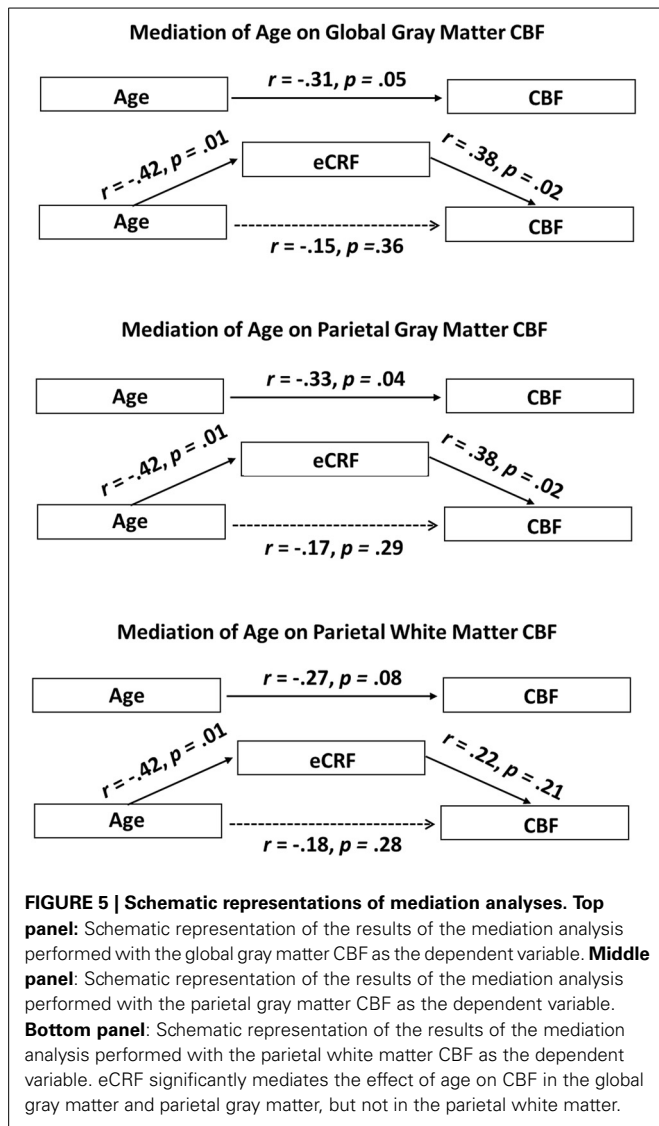 Mediation of Age on Global Gray Matter CBF
r = -.31, p = .05
Age
CBF
r = -.42, p = .01
eCRF
r = .38, p = .02
Age
CBF
r = -.15, p =.36
Mediation of Age on Parietal Gray Matter CBF
r = -.33, p = .04
Age
CBF
r = -.42, p = .01
eCRF
r = .38, p = .02
Age
CBF
r = -.17, p = .29
Mediation of Age on Parietal White Matter CBF
r = -.27, p = .08
Age
CBF
r = -.42, p = .01
eCRF
r = .22, p = .21
Age
CBF
r = -.18, p = .28
FIGURE 5 | Schematic representations of mediation analyses. Top
panel: Schematic representation of the results of the mediation analysis
performed with the global gray matter CBF as the dependent variable. Middle
panel: Schematic representation of the results of the mediation analysis
performed with the parietal gray matter CBF as the dependent variable.
Bottom panel: Schematic representation of the results of the mediation
analysis performed with the parietal white matter CBF as the dependent
variable. eCRF significantly mediates the effect of age on CBF in the global
gray matter and parietal gray matter, but not in the parietal white matter.